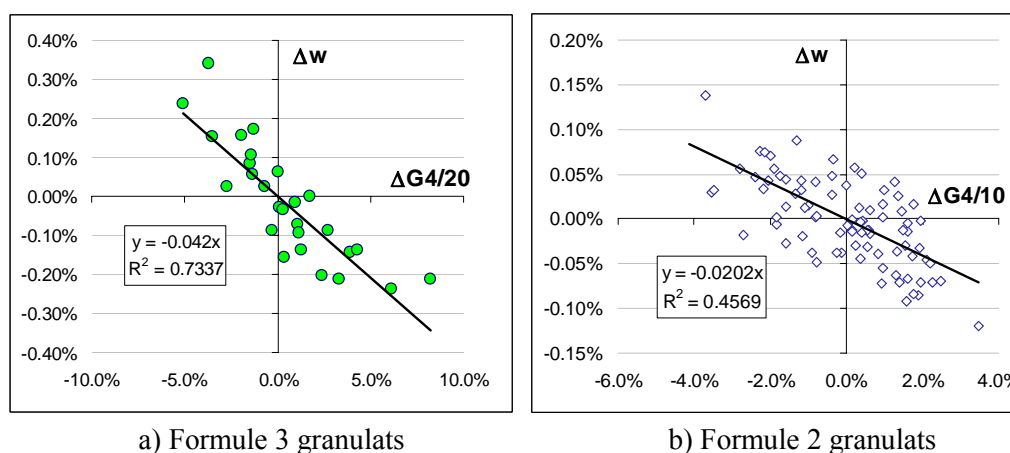 0.40%
0.30%
0.20%
0.10%
0.00%
-0.10%
-0.20%
-0.30%
-0.40%
-10.0% -5.0% 0.0% 5.0% 10.0%
Δw
ΔG4/20
y = -0.042x
R² = 0.7337
a) Formule 3 granulats
0.20%
0.15%
0.10%
0.05%
0.00%
-0.05%
-0.10%
-0.15%
-6.0% -4.0% -2.0% 0.0% 2.0% 4.0%
Δw
ΔG4/10
y = -0.0202x
R² = 0.4569
b) Formule 2 granulats